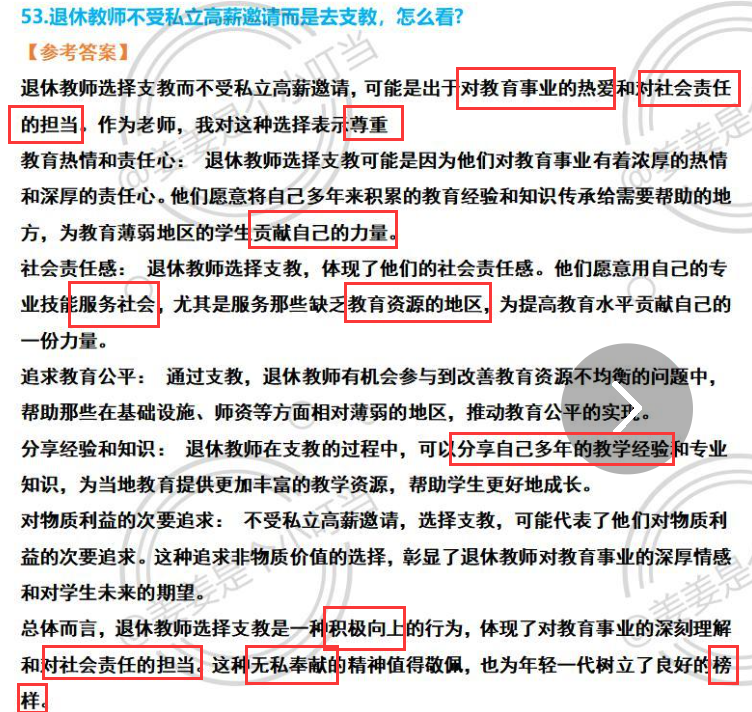 53.退休教师不受私立高薪邀请而是去支教，怎么看？
【参考答案】
退休教师选择支教而不受私立高薪邀请，可能是出于对教育事业的热爱和对社会责任
的担当。作为老师，我对这种选择表示尊重
教育热情和责任心： 退休教师选择支教可能是因为他们对教育事业有着浓厚的热情
和深厚的责任心。他们愿意将自己多年来积累的教育经验和知识传承给需要帮助的地
方，为教育薄弱地区的学生贡献自己的力量。
社会责任感： 退休教师选择支教，体现了他们的社会责任感。他们愿意用自己的专
业技能服务社会，尤其是服务那些缺乏教育资源的地区，为提高教育水平贡献自己的
一份力量。
追求教育公平： 通过支教，退休教师有机会参与到改善教育资源不均衡的问题中，
帮助那些在基础设施、师资等方面相对薄弱的地区，推动教育公平的实现。
分享经验和知识： 退休教师在支教的过程中，可以分享自己多年的教学经验和专业
知识，为当地教育提供更加丰富的教学资源，帮助学生更好地成长。
对物质利益的次要追求： 不受私立高薪邀请，选择支教，可能代表了他们对物质利
益的次要追求。这种追求非物质价值的选择，彰显了退休教师对教育事业的深厚情感
和对学生未来的期望。
总体而言，退休教师选择支教是一种积极向上的行为，体现了对教育事业的深刻理解
和对社会责任的担当。这种无私奉献的精神值得敬佩，也为年轻一代树立了良好的榜
样。
@姜姜是个小叮当
@姜姜是
@姜姜是个小叮当
@姜姜是